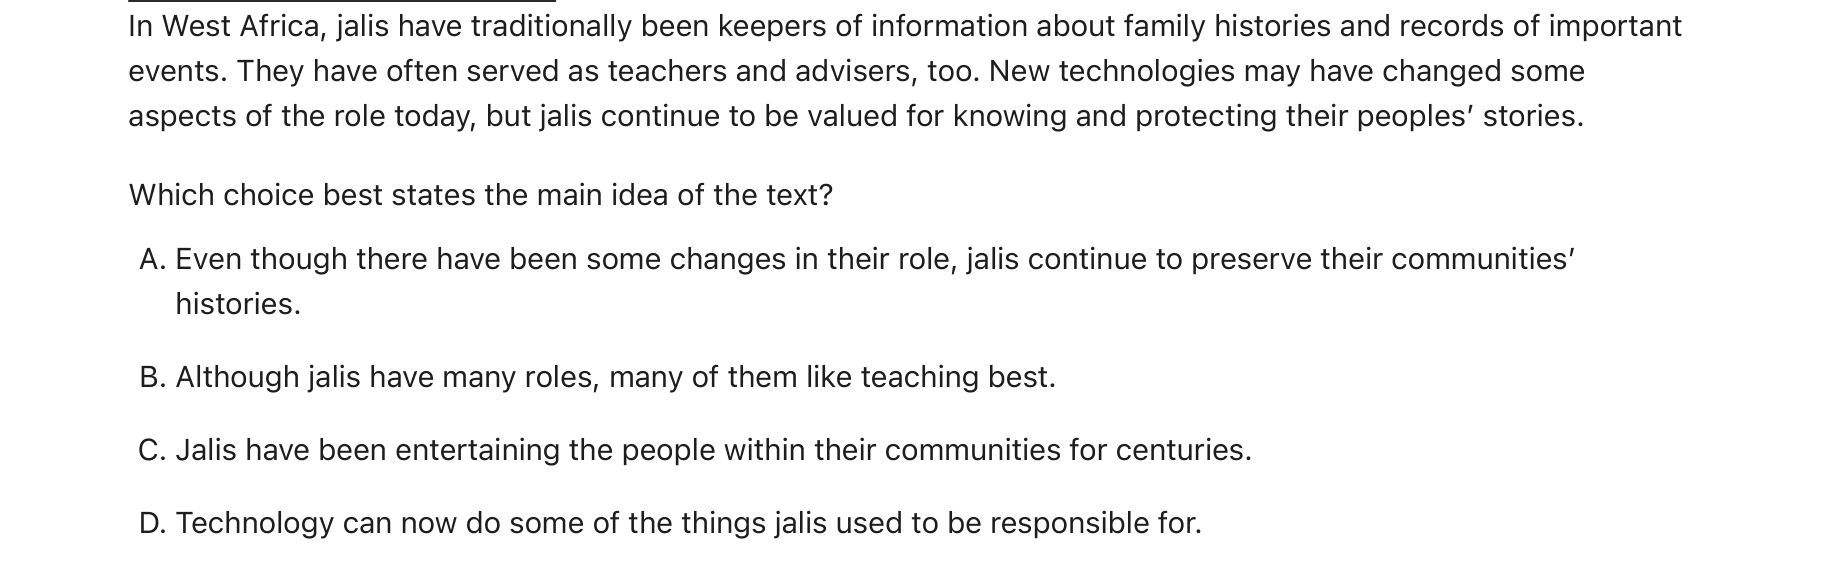 In West Africa, jalis have traditionally been keepers of information about family histories and records of important
events. They have often served as teachers and advisers, too. New technologies may have changed some
aspects of the role today, but jalis continue to be valued for knowing and protecting their peoples’ stories.
Which choice best states the main idea of the text?
A. Even though there have been some changes in their role, jalis continue to preserve their communities’
histories.
B. Although jalis have many roles, many of them like teaching best.
C. Jalis have been entertaining the people within their communities for centuries.
D. Technology can now do some of the things jalis used to be responsible for.